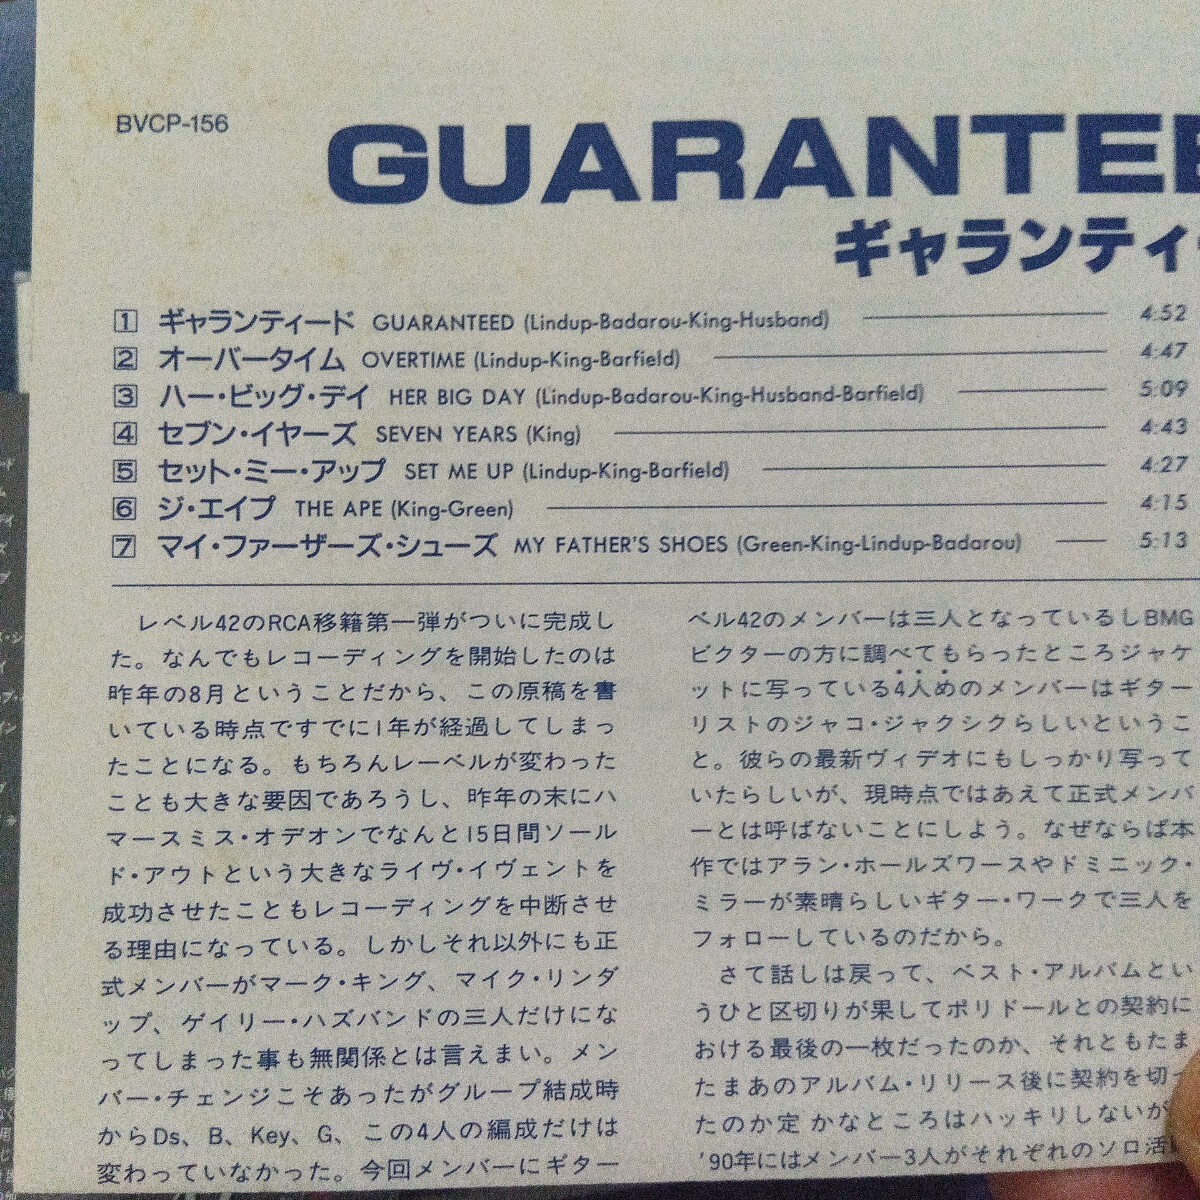 BVCP-156
GUARANTEE
ギャランティー
1 ギャランティード GUARANTEED (Lindup-Badarou-King-Husband) 4:52
2 オーバータイム OVERTIME (Lindup-King-Barfield) 4:47
3 ハー・ビッグ・デイ HER BIG DAY (Lindup-Badarou-King-Husband-Barfield) 5:09
4 セブン・イヤーズ SEVEN YEARS (King) 4:43
5 セット・ミー・アップ SET ME UP (Lindup-King-Barfield) 4:27
6 ジ・エイプ THE APE (King-Green) 4:15
7 マイ・ファーザーズ・シューズ MY FATHER'S SHOES (Green-King-Lindup-Badarou) 5:13
レベル42のRCA移籍第一弾がついに完成し
た。なんでもレコーディングを開始したのは
昨年の8月ということだから、この原稿を書
いている時点ですでに1年が経過してしまっ
たことになる。もちろんレーベルが変わった
ことも大きな要因であろうし、昨年の末にハ
マースミス・オデオンでなんと15日間ソール
ド・アウトという大きなライヴ・イヴェントを
成功させたこともレコーディングを中断させ
る理由になっている。しかしそれ以外にも正
式メンバーがマーク・キング、マイク・リンダ
ップ、ゲイリー・ハズバンドの三人だけにな
ってしまった事も無関係とは言えまい。メン
バー・チェンジこそあったがグループ結成時
からDs、B、Key、G、この4人の編成だけは
変わっていなかった。今回メンバーにギター
ベル42のメンバーは三人となっているしBMG
ビクターの方に調べてもらったところジャケ
ットに写っている4人めのメンバーはギター
リストのジャコ・ジャクシクらしいというこ
と。彼らの最新ヴィデオにもしっかり写って
いたらしいが、現時点ではあえて正式メンバ
ーとは呼ばないことにしよう。なぜならば本
作ではアラン・ホールズワースやドミニック・
ミラーが素晴らしいギター・ワークで三人を
フォローしているのだから。
さて話しは戻って、ベスト・アルバムとい
うひと区切りが果してポリドールとの契約に
おける最後の一枚だったのか、それともたま
たまあのアルバム・リリース後に契約を切っ
たのか定かなところはハッキリしないが
'90年にはメンバー3人がそれぞれのソロ活